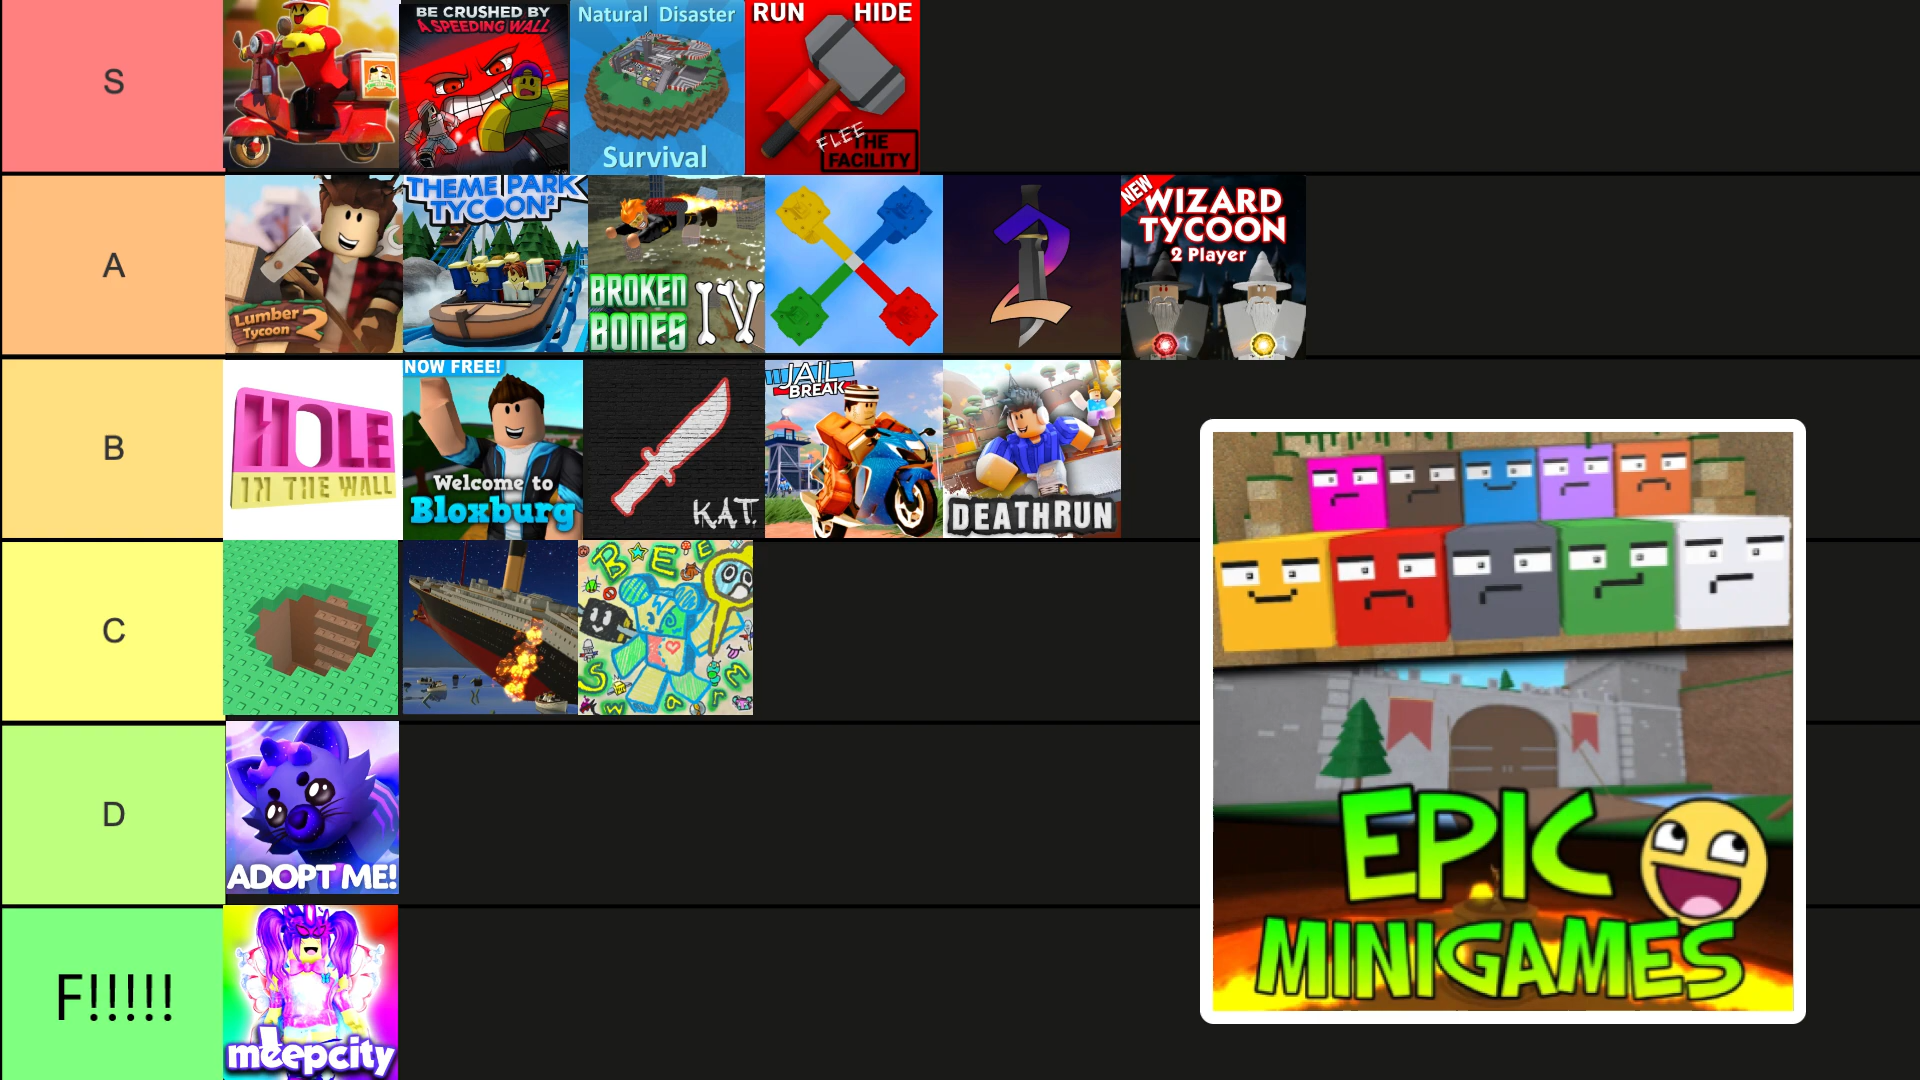 S
BE CRUSHED BY
A SPEEDING WALL
Natural Disaster
Survival
RUN HIDE
FLEE
THE
FACILITY
A
Lumber
Tycoon 2
THEME PARK
TYCOON2
BROKEN
BONES IV
2
NEW
WIZARD
TYCOON
2 Player
B
HOLE
IN THE WALL
NOW FREE!
Welcome to
Bloxburg
KAT.
JAIL
BREAK
DEATHRUN
C
BEE
D
ADOPT ME!
F!!!!!
meepcity
EPIC
MINIGAMES